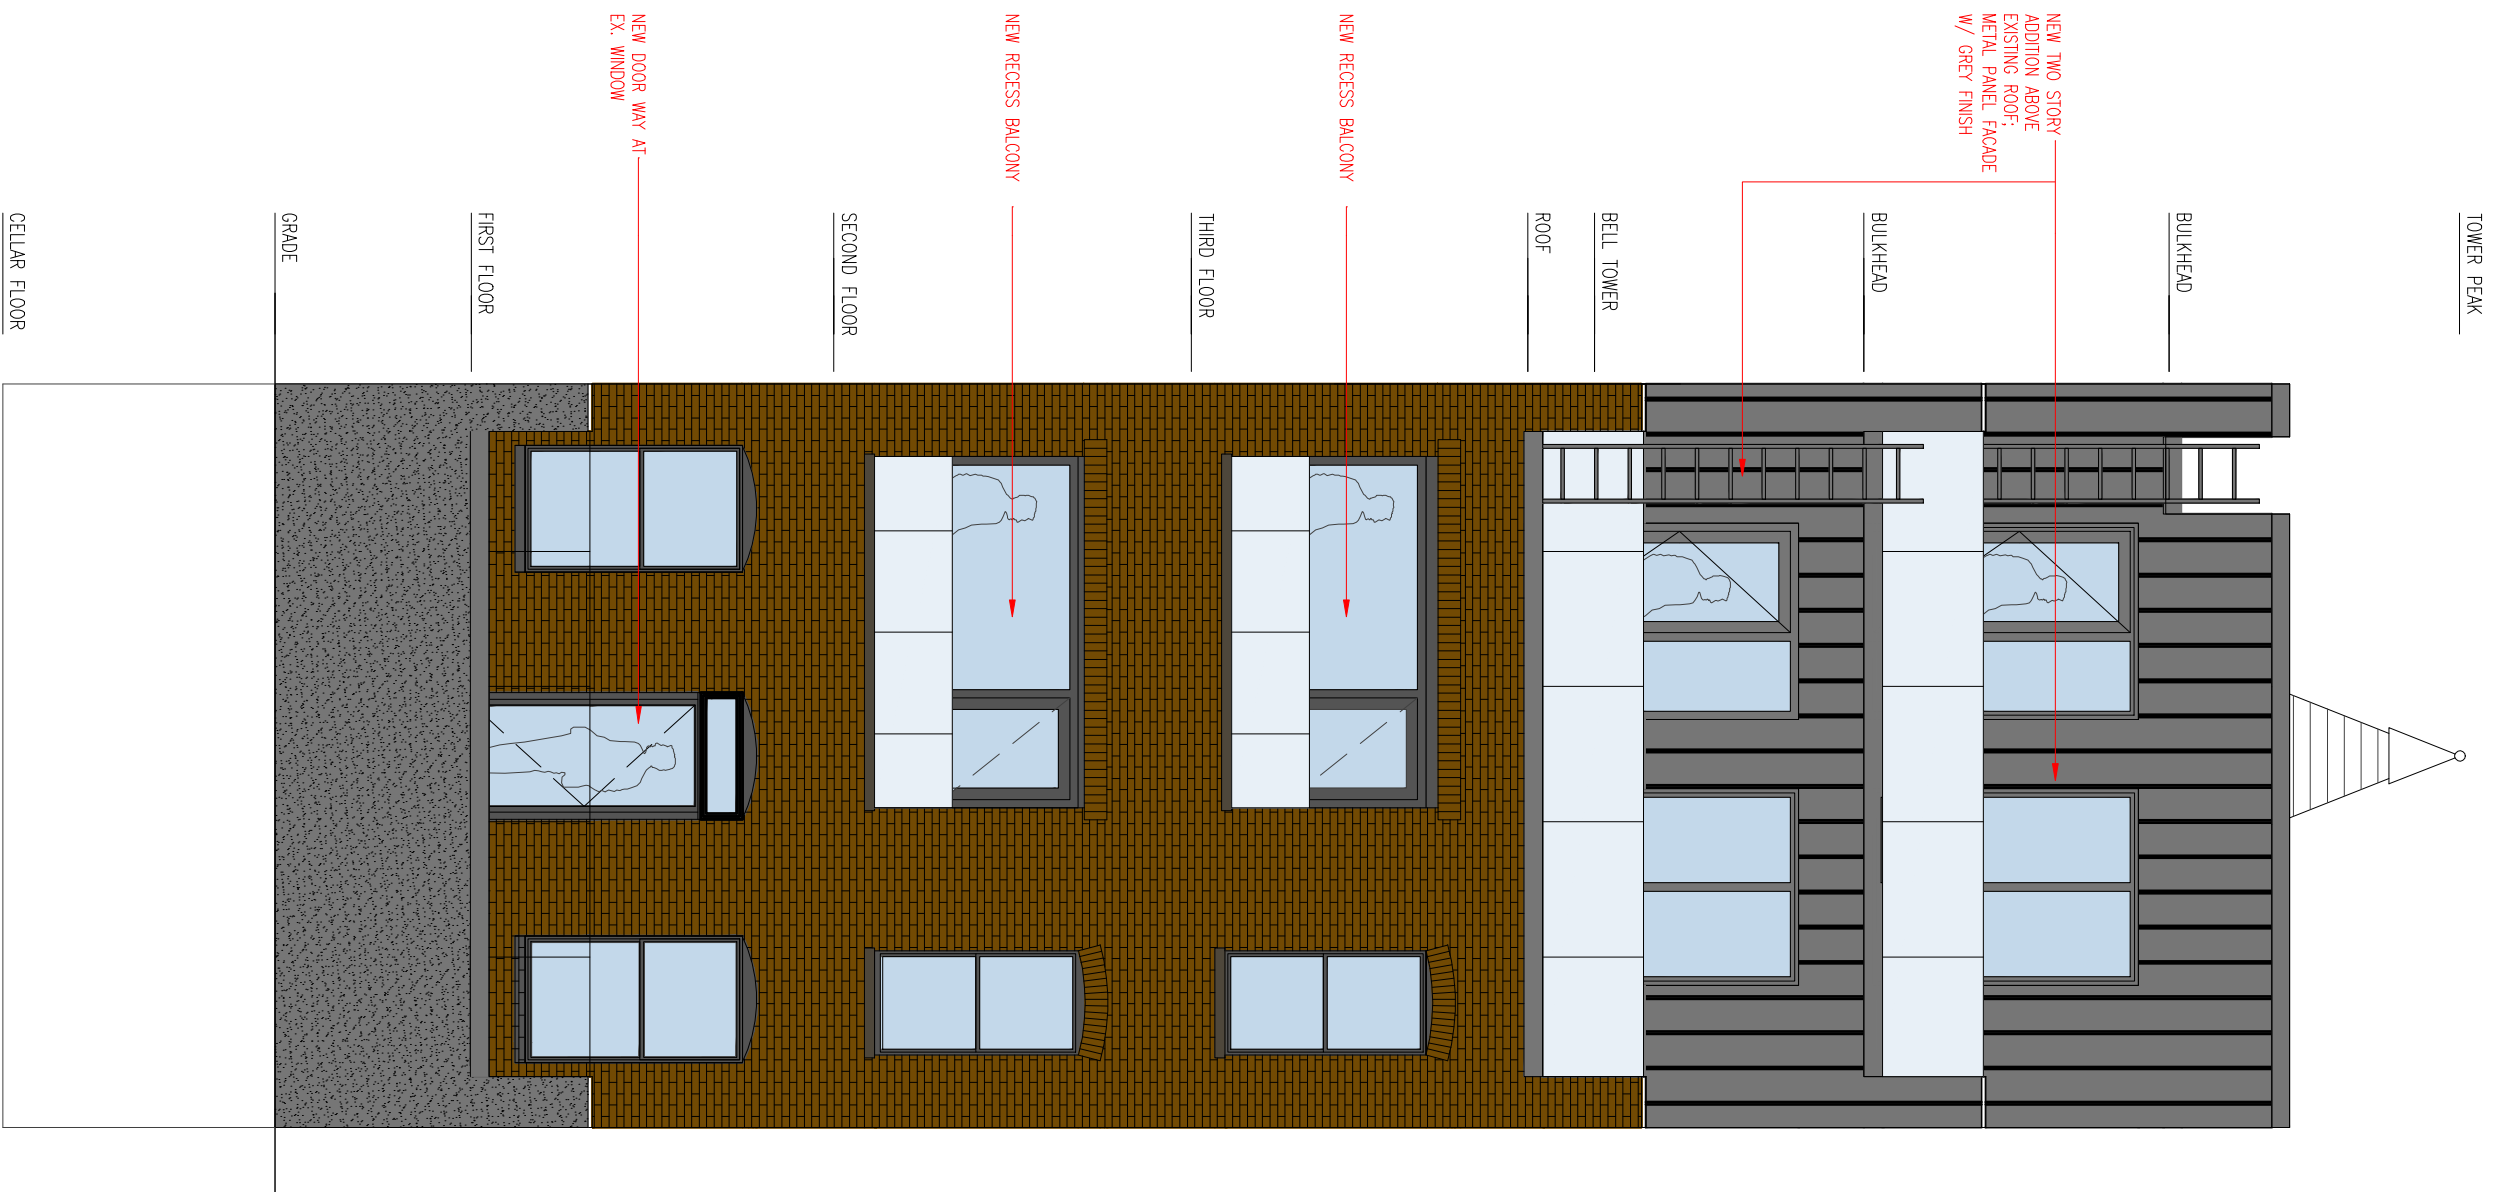 NEW TWO STORY
ADDITION ABOVE
EXISTING ROOF;
METAL PANEL FACADE
W/ GREY FINISH
NEW RECESS BALCONY
NEW RECESS BALCONY
NEW DOOR WAY AT
EX. WINDOW
TOWER PEAK
BULKHEAD
BULKHEAD
BELL TOWER
ROOF
THIRD FLOOR
SECOND FLOOR
FIRST FLOOR
GRADE
CELLAR FLOOR